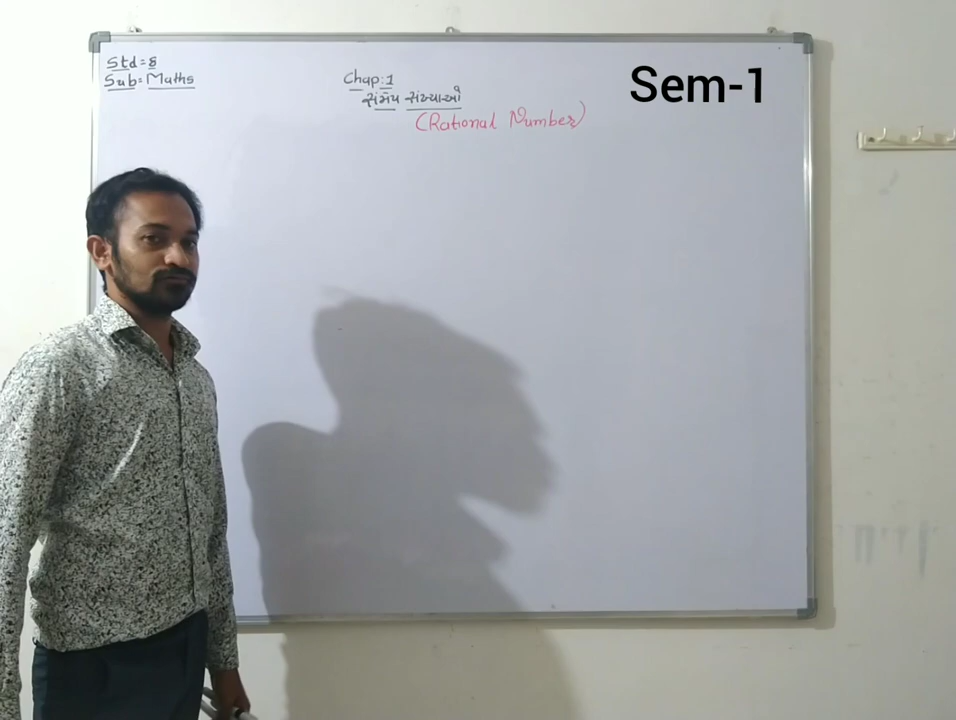 Std = 8
Sub = Maths
Chap: 1
સંમેય સંખ્યાઓ
(Rational Number)
Sem-1